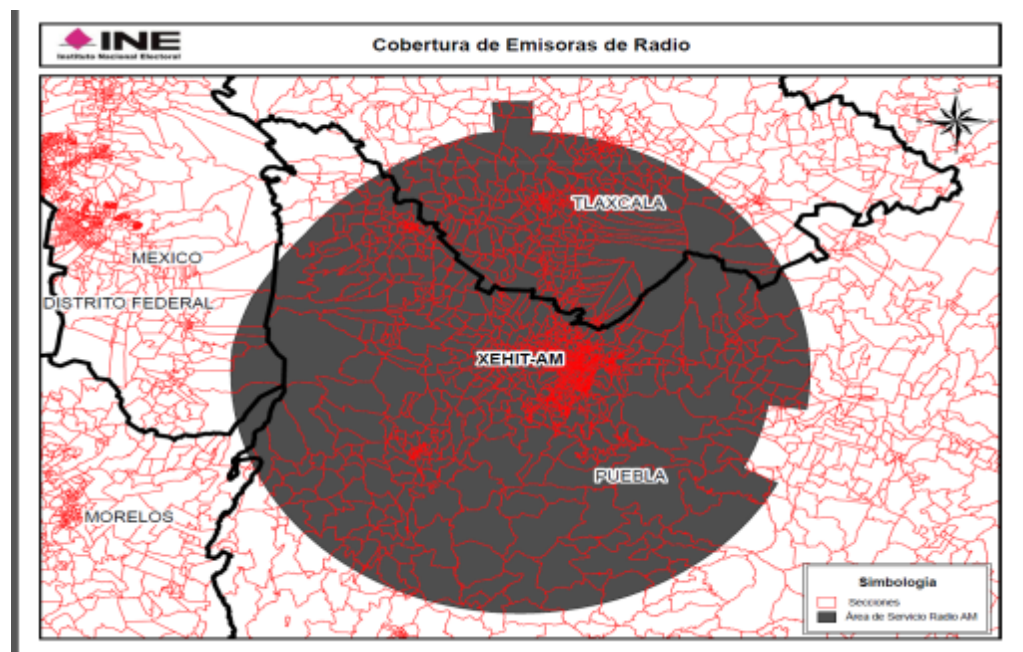 INE
Instituto Nacional Electoral
Cobertura de Emisoras de Radio
TLAXCALA
MEXICO
DISTRITO FEDERAL
XEHIT-AM
PUEBLA
MORELOS
Simbología
Secciones
Área de Servicio Radio AM